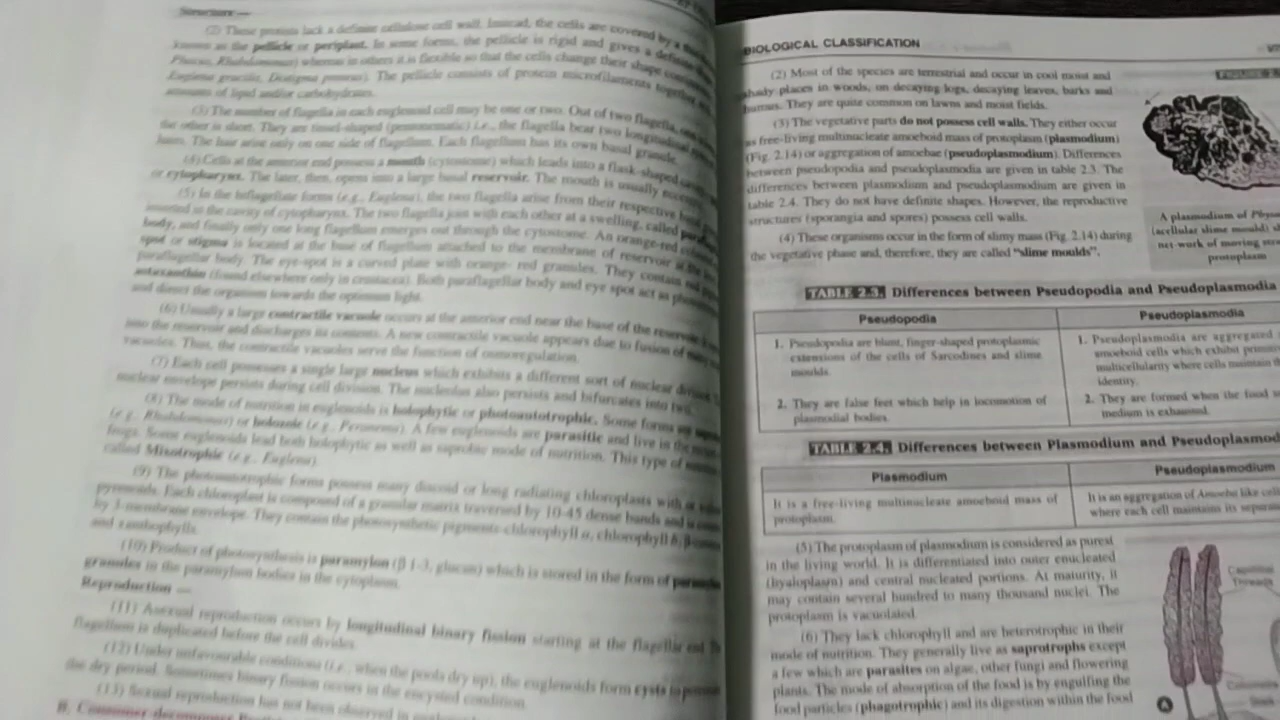 Structure —
(2) These protists lack a definite cellulose cell wall. Instead, the cells are covered by a
known as the pellicle or periplast. In some forms, the pellicle is rigid and gives a definite
Phacus, Rhabdomonas) whereas in others it is flexible so that the cells change their shape
Euglena gracilis, Distigma proteus). The pellicle consists of protein microfilaments together
amounts of lipid and/or carbohydrates.
(3) The number of flagella in each euglenoid cell may be one or two. Out of two flagella, one
the other is short. They are tinsel-shaped i.e., the flagella bear two longitudinal
hairs. The hair arise only on one side of flagellum. Each flagellum has its own basal granule.
(4) Cells at the anterior end possess a mouth (cytostome) which leads into a flask-shaped
or cytopharynx. The later, then, opens into a large basal reservoir. The mouth is usually
(5) In the biflagellate forms (e.g., Euglena), the two flagella arise from their respective
inserted in the cavity of cytopharynx. The two flagella join with each other at a swelling, called
body, and finally only one long flagellum emerges out through the cytostome. An orange-red
spot or stigma is located at the base of flagellum attached to the membrane of reservoir at the
paraflagellar body. The eye-spot is a curved plate with orange- red granules. They contain red
astaxanthin (found elsewhere only in crustacea). Both paraflagellar body and eye spot act as
and direct the organism towards the optimum light.
(6) Usually a large contractile vacuole occurs at the anterior end near the base of the reservoir
into the reservoir and discharges its contents. A new contractile vacuole appears due to fusion of many
vacuoles. Thus, the contractile vacuoles serve the function of osmoregulation.
(7) Each cell possesses a single large nucleus which exhibits a different sort of nuclear
nuclear envelope persists during cell division. The nucleolus also persists and bifurcates into two.
(8) The mode of nutrition in euglenoids is holophytic or photoautotrophic. Some forms are
(e.g., Rhabdomonas) or holozoic (e.g., Peranema). A few euglenoids are parasitic and live in the
frogs. Some euglenoids lead both holophytic as well as saprobic mode of nutrition. This type of
called Mixotrophic (e.g., Euglena).
(9) The photoautotrophic forms possess many discoid or long radiating chloroplasts with or
pyrenoids. Each chloroplast is composed of a granular matrix traversed by 10-45 dense bands and is
by 3-membrane envelope. They contain the photosynthetic pigments-chlorophyll a, chlorophyll b,
and xanthophylls.
(10) Product of photosynthesis is paramylon (β 1-3, glucan) which is stored in the form of
granules in the paramylon bodies in the cytoplasm.
Reproduction —
(11) Asexual reproduction occurs by longitudinal binary fission starting at the flagellar end. The
flagellum is duplicated before the cell divides.
(12) Under unfavourable conditions (i.e., when the pools dry up), the euglenoids form cysts to
the dry period. Sometimes binary fission occurs in the encysted condition.
(13) Sexual reproduction has not been observed in
BIOLOGICAL CLASSIFICATION
(2) Most of the species are terrestrial and occur in cool moist and
shady places in woods, on decaying logs, decaying leaves, barks and
humus. They are quite common on lawns and moist fields.
(3) The vegetative parts do not possess cell walls. They either occur
as free-living multinucleate amoeboid mass of protoplasm (plasmodium)
(Fig. 2.14) or aggregation of amoebae (pseudoplasmodium). Differences
between pseudopodia and pseudoplasmodia are given in table 2.3. The
differences between plasmodium and pseudoplasmodium are given in
table 2.4. They do not have definite shapes. However, the reproductive
structures (sporangia and spores) possess cell walls.
(4) These organisms occur in the form of slimy mass (Fig. 2.14) during
the vegetative phase and, therefore, they are called "slime moulds".
A plasmodium of
(acellular slime mould)
net-work of moving
protoplasm
TABLE 2.3. Differences between Pseudopodia and Pseudoplasmodia
Pseudopodia Pseudoplasmodia
1. Pseudopodia are blunt, finger-shaped protoplasmic
extensions of the cells of Sarcodines and slime
moulds.
1. Pseudoplasmodia are aggregated
amoeboid cells which exhibit
multicellularity where cells maintain
identity.
2. They are false feet which help in locomotion of
plasmodial bodies.
2. They are formed when the food
medium is exhausted.
TABLE 2.4. Differences between Plasmodium and
Plasmodium Pseudoplasmodium
It is a free-living multinucleate amoeboid mass of
protoplasm.
It is an aggregation of Amoeba like
where each cell maintains its
(5) The protoplasm of plasmodium is considered as purest
in the living world. It is differentiated into outer enucleated
(hyaloplasm) and central nucleated portions. At maturity, it
may contain several hundred to many thousand nuclei. The
protoplasm is vacuolated.
(6) They lack chlorophyll and are heterotrophic in their
mode of nutrition. They generally live as saprotrophs except
a few which are parasites on algae, other fungi and flowering
plants. The mode of absorption of the food is by engulfing the
food particles (phagotrophic) and its digestion within the food
Threads
A